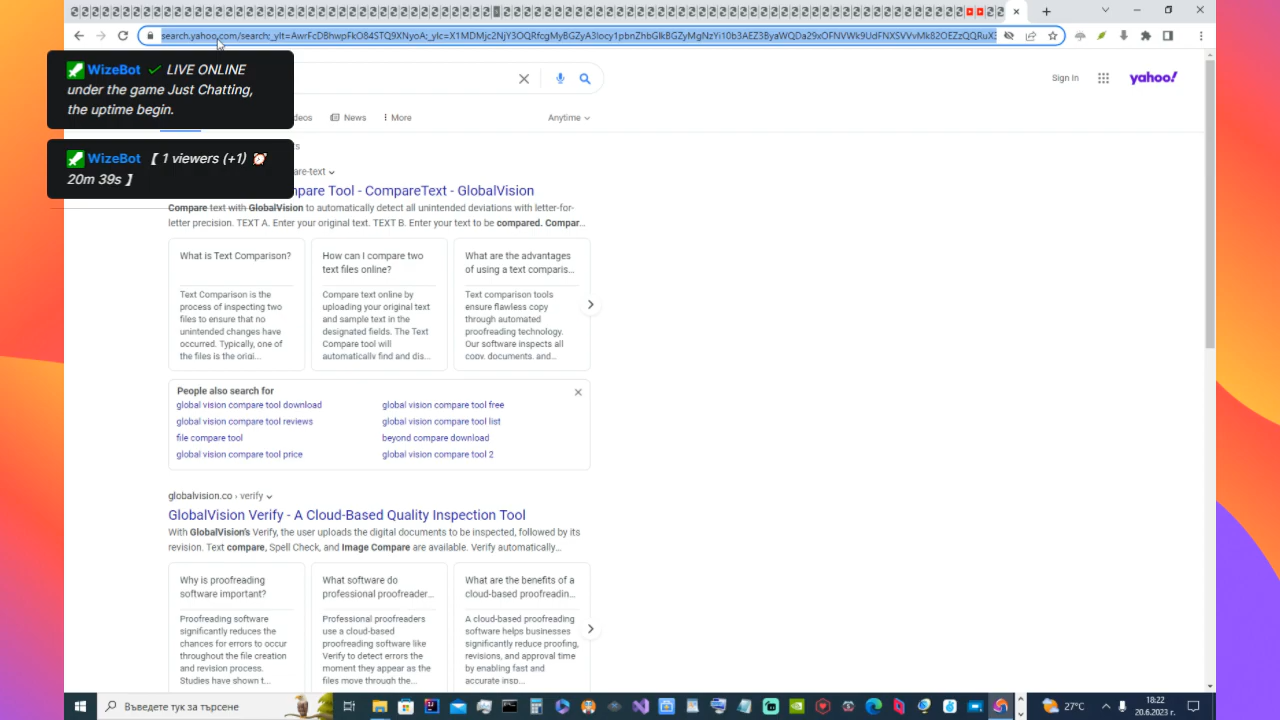 search.yahoo.com/search;_ylt=AwrFcDBhwpFkO84STQ9XNyoA;_ylc=
WizeBot ✓ LIVE ONLINE
under the game Just Chatting,
the uptime begin.
WizeBot 【 1 viewers (+1) ⏰
20m 39s 】
Sign In
yahoo!
deos
News
More
Anytime
ts
are-text
mpare Tool - CompareText - GlobalVision
Compare text with GlobalVision to automatically detect all unintended deviations with letter-for-
letter precision. TEXT A. Enter your original text. TEXT B. Enter your text to be compared. Compar...
What is Text Comparison?
Text Comparison is the
process of inspecting two
files to ensure that no
unintended changes have
occurred. Typically, one of
the files is the origi...
How can I compare two
text files online?
Compare text online by
uploading your original text
and sample text in the
designated fields. The Text
Compare tool will
automatically find and dis...
What are the advantages
of using a text comparis...
Text comparison tools
ensure flawless copy
through automated
proofreading technology.
Our software inspects all
copy, documents, and...
People also search for
global vision compare tool download
global vision compare tool free
global vision compare tool reviews
global vision compare tool list
file compare tool
beyond compare download
global vision compare tool price
global vision compare tool 2
globalvision.co › verify
GlobalVision Verify - A Cloud-Based Quality Inspection Tool
With GlobalVision's Verify, the user uploads the digital documents to be inspected, followed by its
revision. Text compare, Spell Check, and Image Compare are available. Verify automatically...
Why is proofreading
software important?
Proofreading software
significantly reduces the
chances for errors to occur
throughout the file creation
and revision process.
Studies have shown t...
What software do
professional proofreader...
Professional proofreaders
use a cloud-based
proofreading software like
Verify to detect errors the
moment they appear as the
files move through the...
What are the benefits of a
cloud-based proofreadin...
A cloud-based proofreading
software helps businesses
significantly reduce proofing,
revisions, and approval time
by enabling fast and
accurate insp...
Въведете тук за търсене
27°C
18:22
20.6.2023 г.